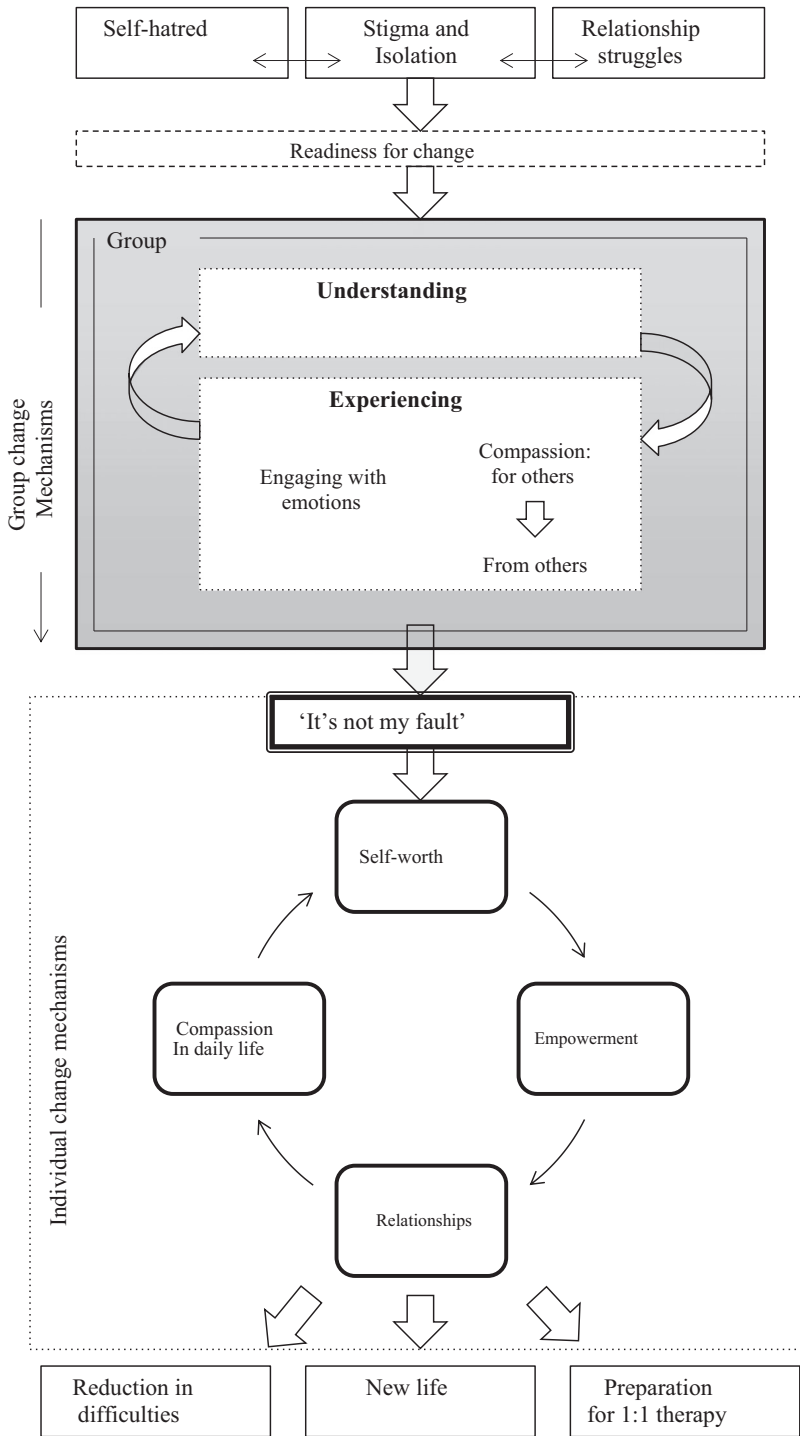 Self-hatred
Stigma and
Isolation
Relationship
struggles
Readiness for change
Group
Understanding
Experiencing
Engaging with
emotions
Compassion:
for others
From others
Group change
Mechanisms
‘It's not my fault’
Self-worth
Empowerment
Relationships
Compassion
In daily life
Individual change mechanisms
Reduction in
difficulties
New life
Preparation
for 1:1 therapy